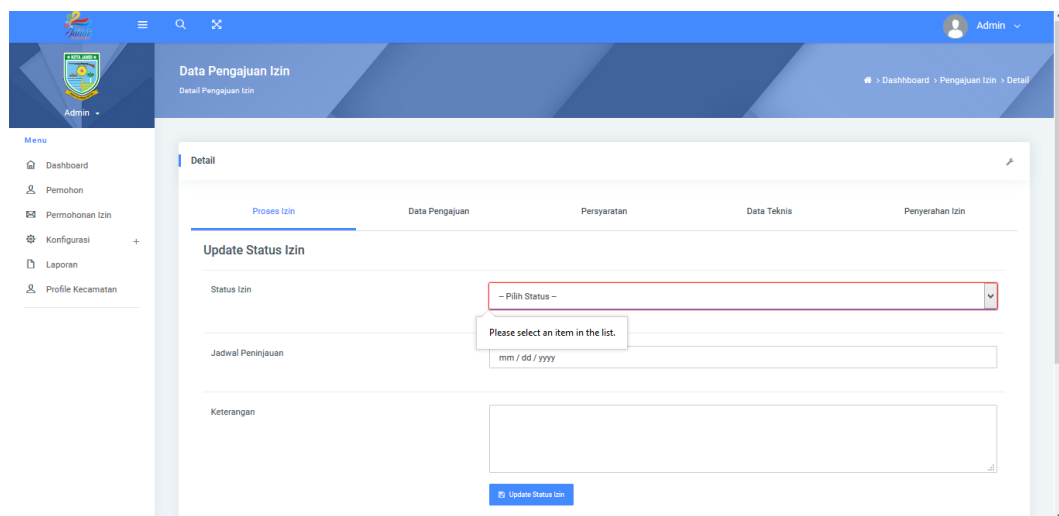 Admin
Data Pengajuan Izin
Detail Pengajuan Izin
> Dashhboard > Pengajuan Izin > Detail
KOTA JAMBI
Admin
Menu
Dashboard
Pemohon
Permohonan Izin
Konfigurasi +
Laporan
Profile Kecamatan
Detail
Proses Izin Data Pengajuan Persyaratan Data Teknis Penyerahan Izin
Update Status Izin
Status Izin
-- Pilih Status --
Please select an item in the list.
Jadwal Peninjauan
mm / dd / yyyy
Keterangan
Update Status Izin